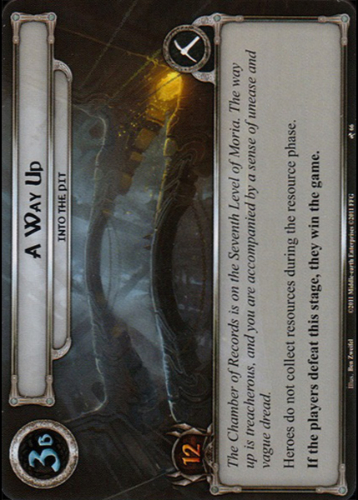 3B
A Way Up
INTO THE PIT
12
The Chamber of Records is on the Seventh Level of Moria. The way
up is treacherous, and you are accompanied by a sense of unease and
vague dread.
Heroes do not collect resources during the resource phase.
If the players defeat this stage, they win the game.
Illus. Ben Zweifel ©2011 Middle-earth Enterprises ©2011 FFG 66